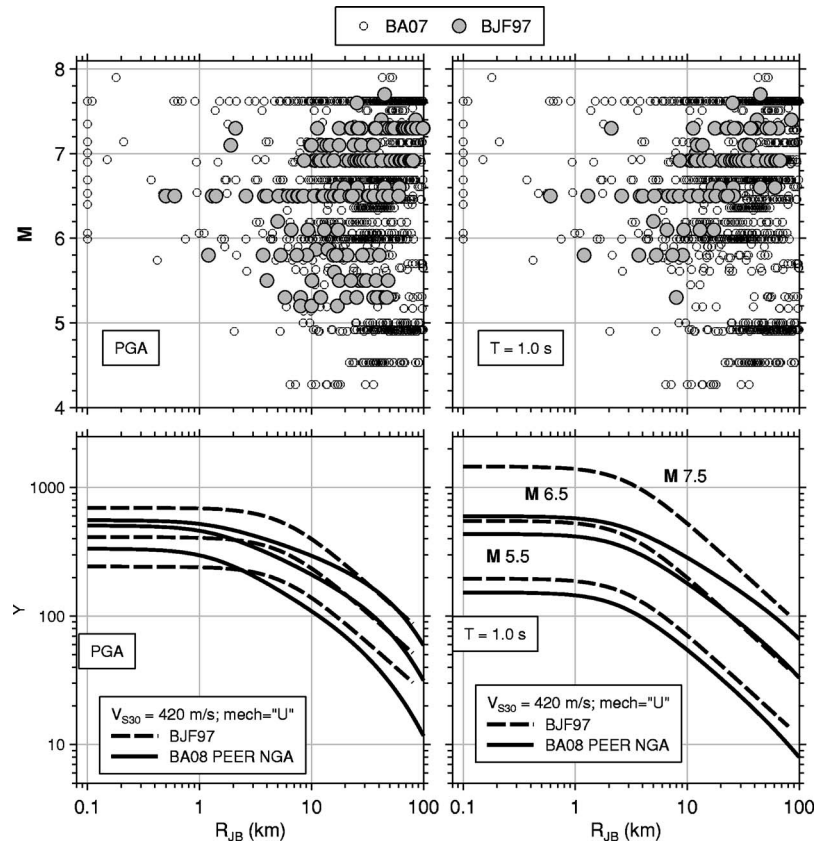 BA07 BJF97
8
7
6
5
4
M
PGA
T = 1.0 s
1000
100
10
Y
M 7.5
M 6.5
M 5.5
PGA
T = 1.0 s
V_S30 = 420 m/s; mech="U"
BJF97
BA08 PEER NGA
V_S30 = 420 m/s; mech="U"
BJF97
BA08 PEER NGA
0.1 1 10 100
0.1 1 10 100
R_JB (km)
R_JB (km)